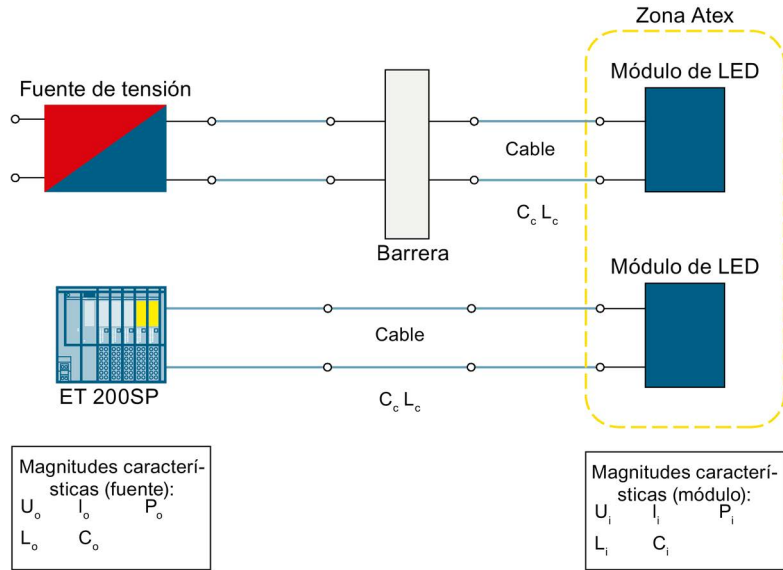 Zona Atex
Fuente de tensión
Módulo de LED
Cable
C_c L_c
Barrera
Módulo de LED
Cable
ET 200SP
C_c L_c
Magnitudes caracterí-
sticas (fuente):
U_o I_o P_o
L_o C_o
Magnitudes caracterí-
sticas (módulo):
U_i I_i P_i
L_i C_i